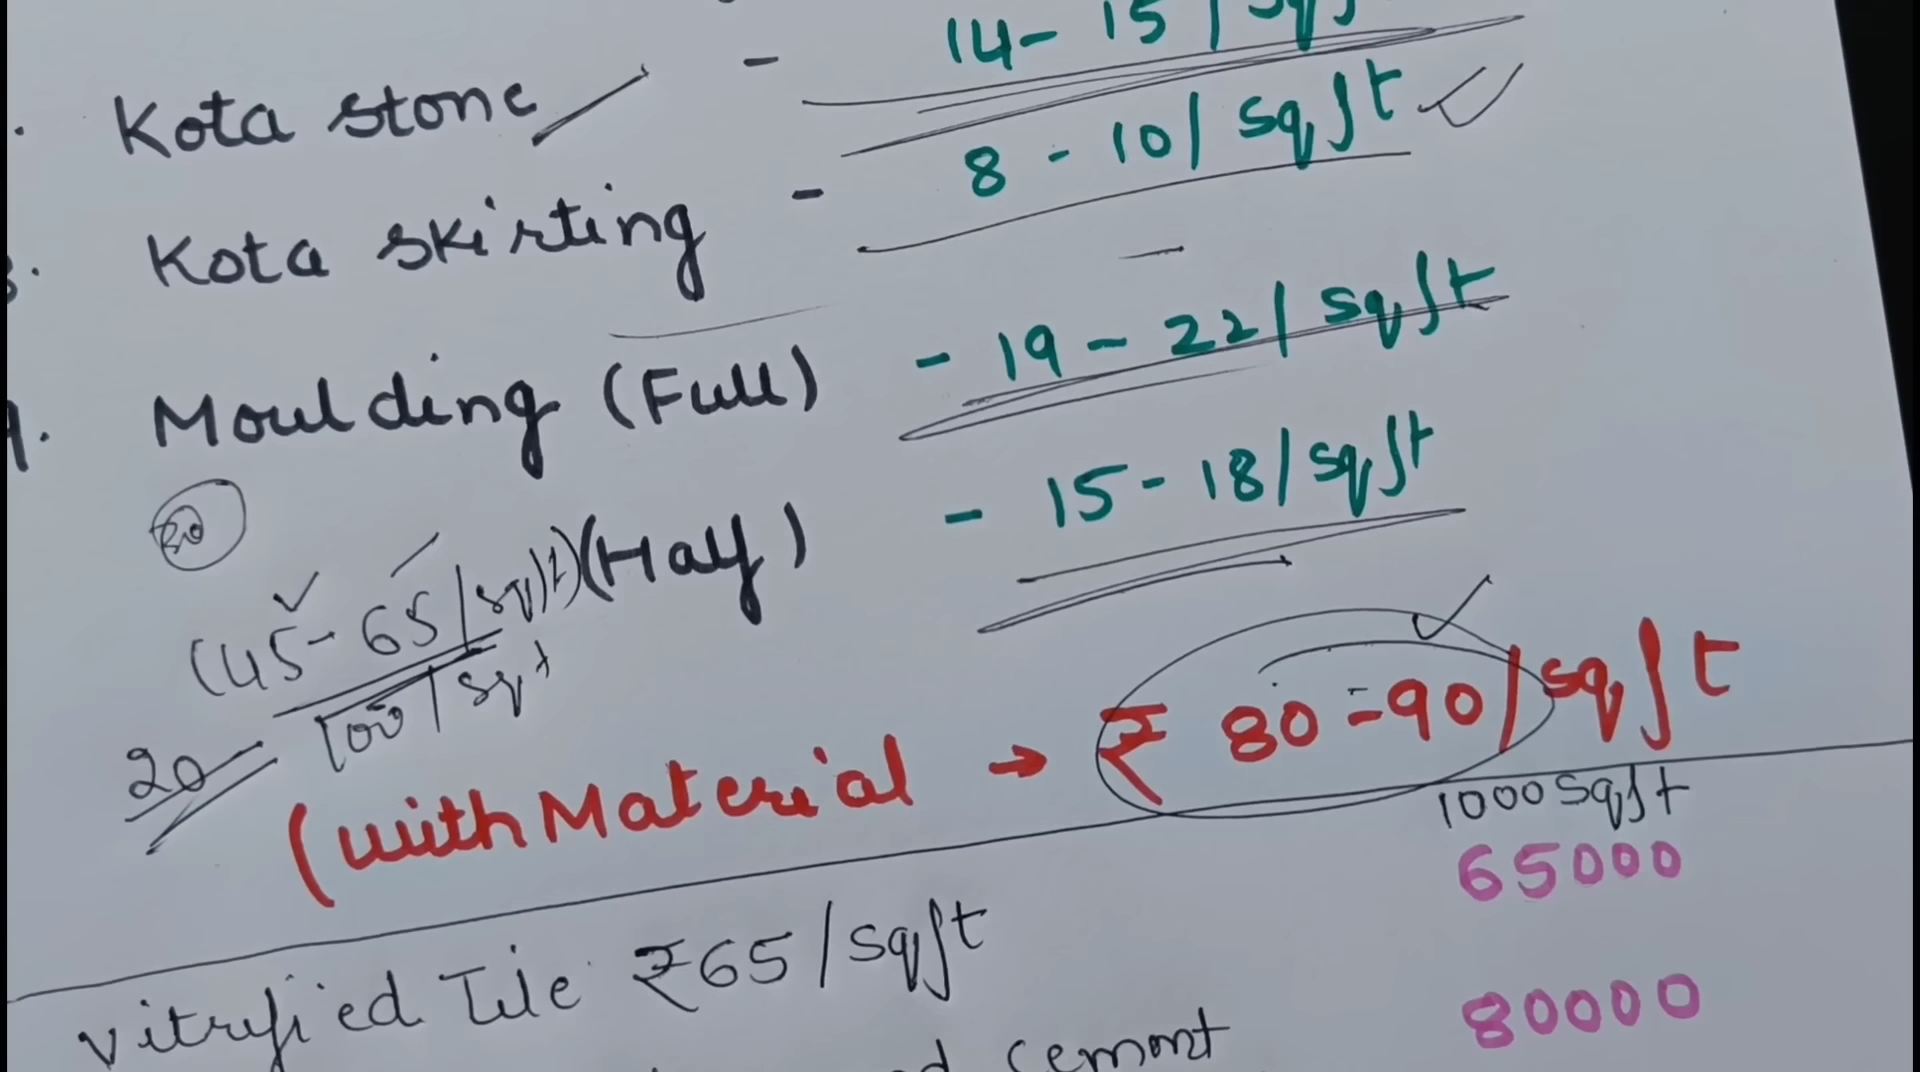 Kota stone - 14-15/sqft
Kota skirting - 8-10/sqft
Moulding (Full) - 19-22/sqft
(Half) - 15-18/sqft
(45-65/sqft)
100/sqft
20
(with Material → ₹ 80-90/sqft
1000 Sqft
Vitrified Tile ₹65/sqft 65000
80000
cement